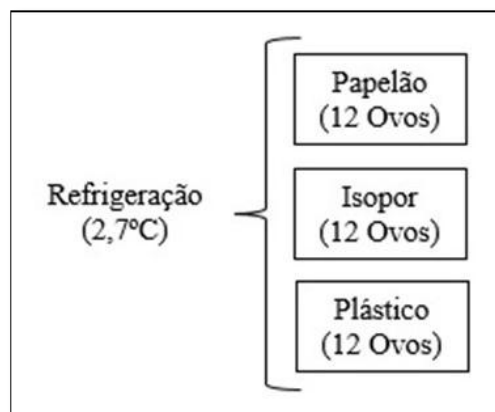 Papelão
(12 Ovos)
Refrigeração
(2,7ºC)
Isopor
(12 Ovos)
Plástico
(12 Ovos)